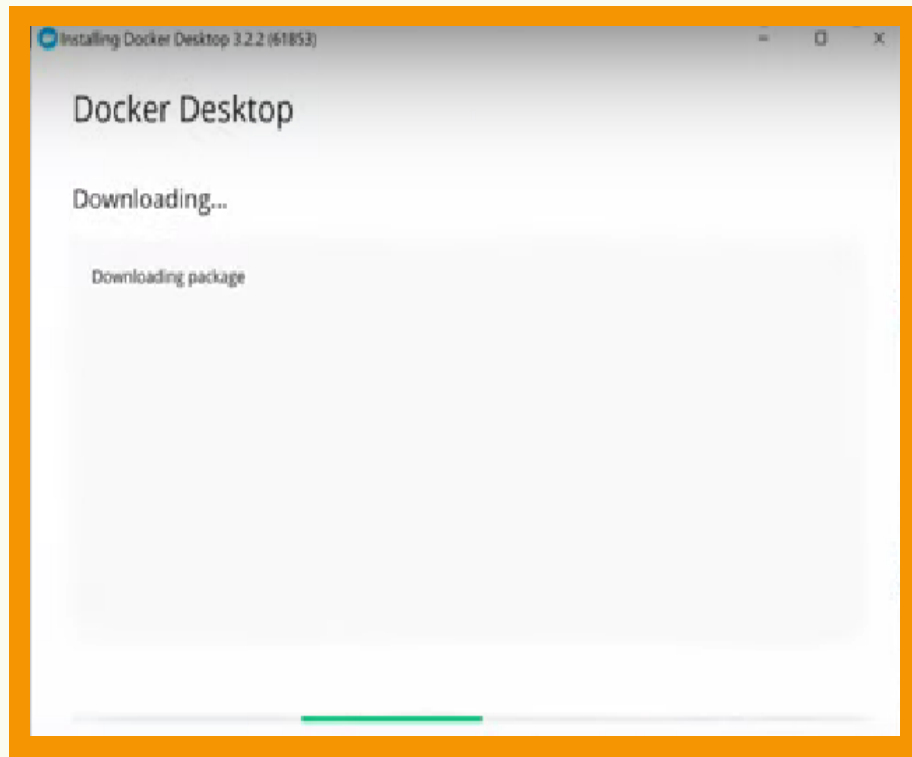 Installing Docker Desktop 3.2.2 (61853)
Docker Desktop
Downloading...
Downloading package